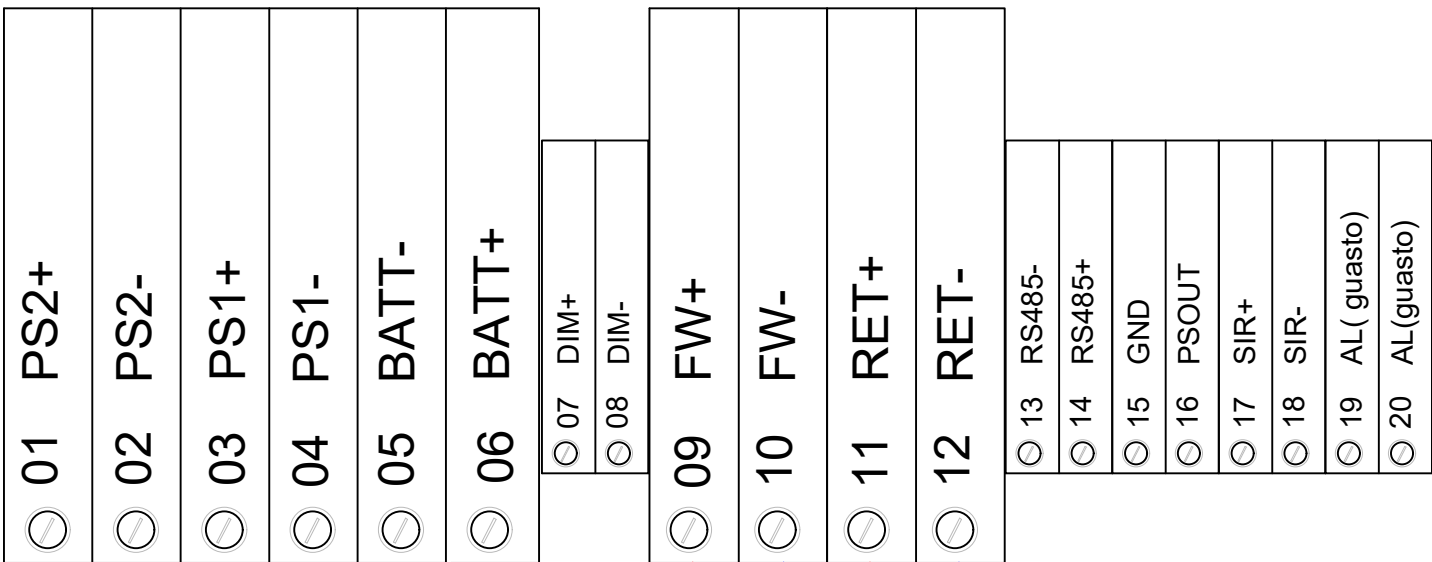 01 PS2+
02 PS2-
03 PS1+
04 PS1-
05 BATT-
06 BATT+
07 DIM+
08 DIM-
09 FW+
10 FW-
11 RET+
12 RET-
13 RS485-
14 RS485+
15 GND
16 PSOUT
17 SIR+
18 SIR-
19 AL( guasto)
20 AL(guasto)